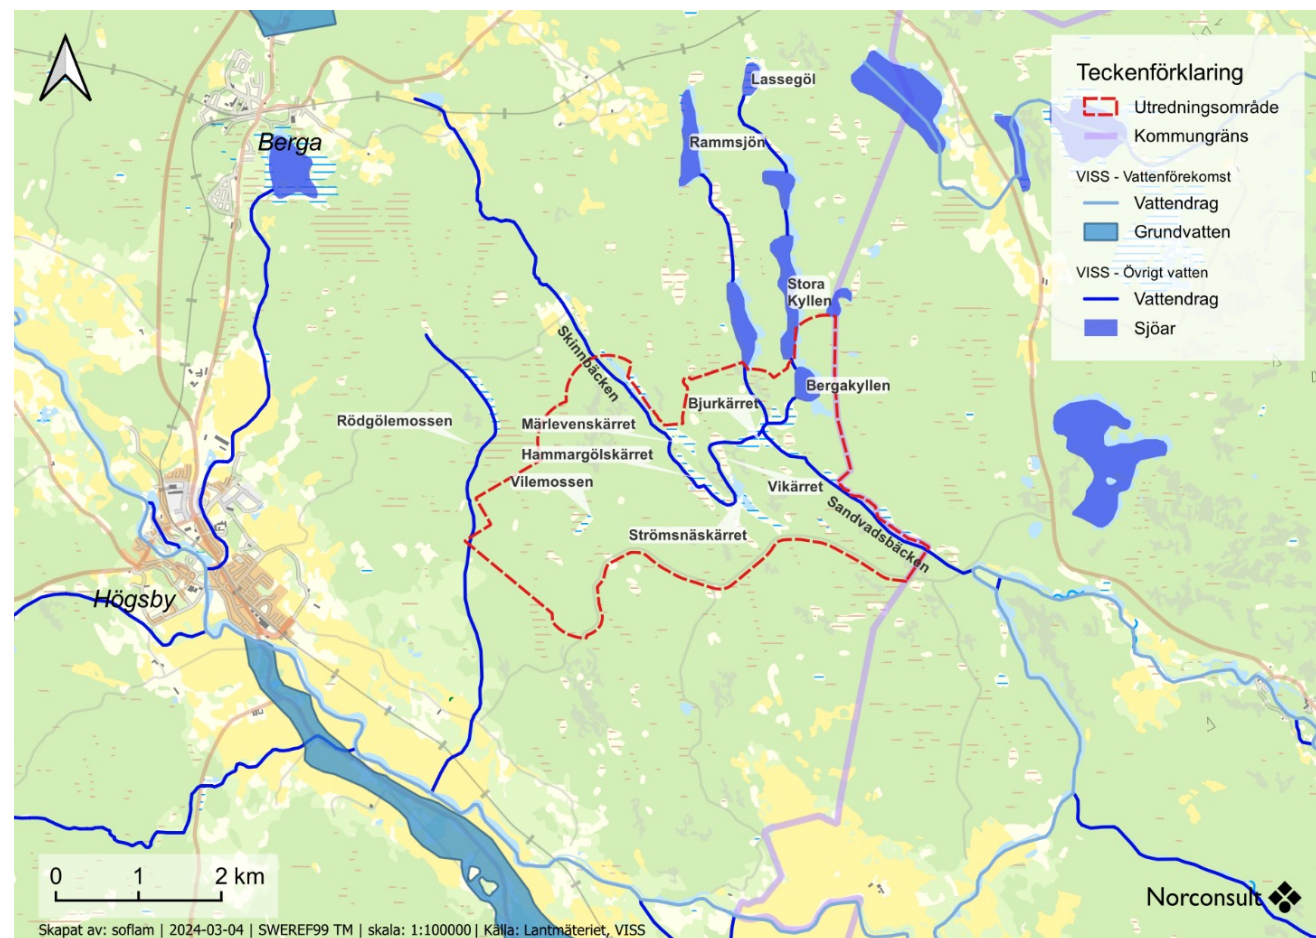 Teckenförklaring
Utredningsområde
Kommungräns
VISS - Vattenförekomst
Vattendrag
Grundvatten
VISS - Övrigt vatten
Vattendrag
Sjöar
Lassegöl
Rammsjön
Berga
Stora
Kyllen
Skinnbäcken
Bergakyllen
Bjurkärret
Rödgölemossen
Märlevenskärret
Hammargölskärret
Vilemossen
Vikärret
Sandvadsbäcken
Strömsnäskärret
Högsby
0 1 2 km
Norconsult
Skapat av: soflam | 2024-03-04 | SWEREF99 TM | skala: 1:100000 | Källa: Lantmäteriet, VISS